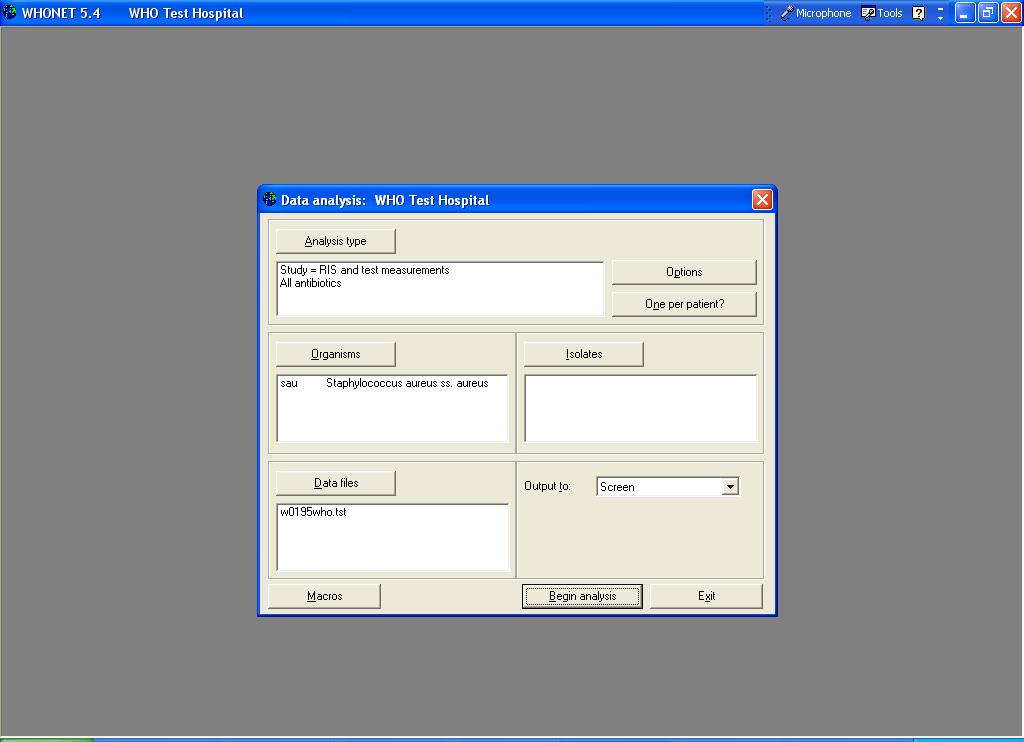 WHONET 5.4 WHO Test Hospital Microphone Tools ?
Data analysis: WHO Test Hospital
Analysis type
Study = RIS and test measurements
All antibiotics
Options
One per patient?
Organisms
sau Staphylococcus aureus ss. aureus
Isolates
Data files
w0195who.tst
Output to: Screen
Macros Begin analysis Exit